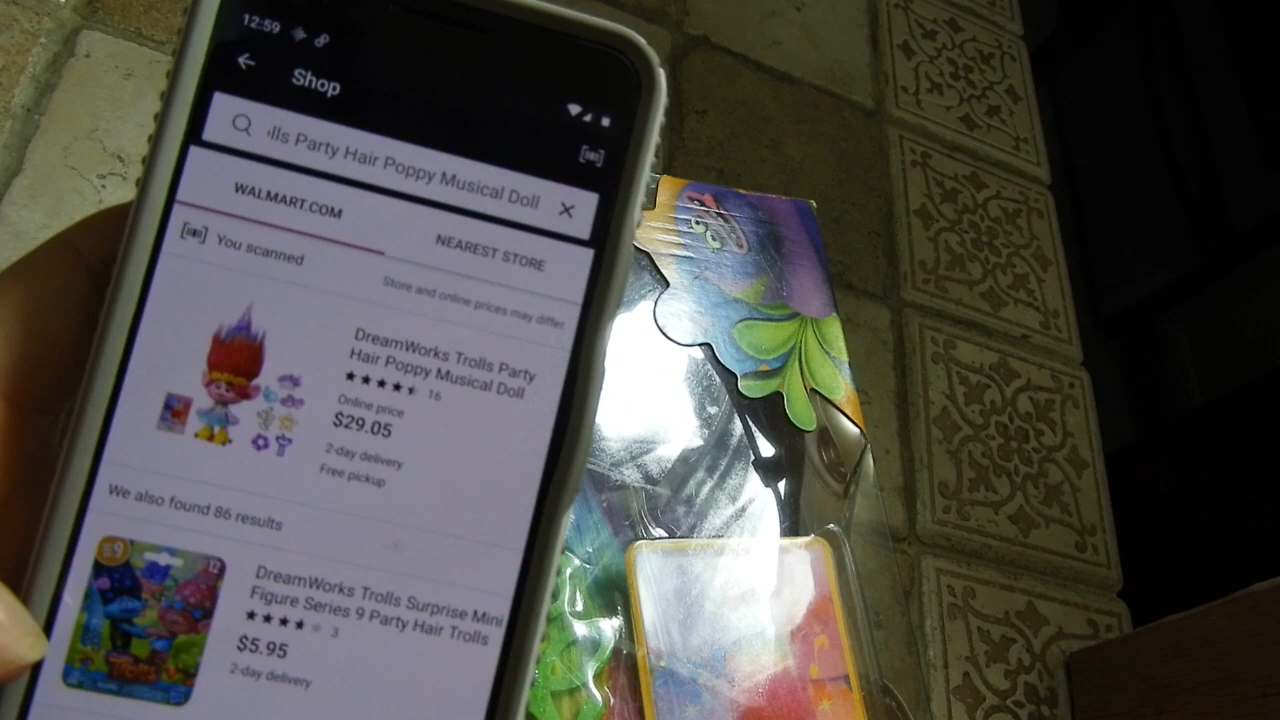 12:59
Shop
lls Party Hair Poppy Musical Doll
WALMART.COM
NEAREST STORE
You scanned
Store and online prices may differ
DreamWorks Trolls Party
Hair Poppy Musical Doll
16
Online price
$29.05
2-day delivery
Free pickup
We also found 86 results
DreamWorks Trolls Surprise Mini
Figure Series 9 Party Hair Trolls
3
$5.95
2-day delivery
9
12
Trolls